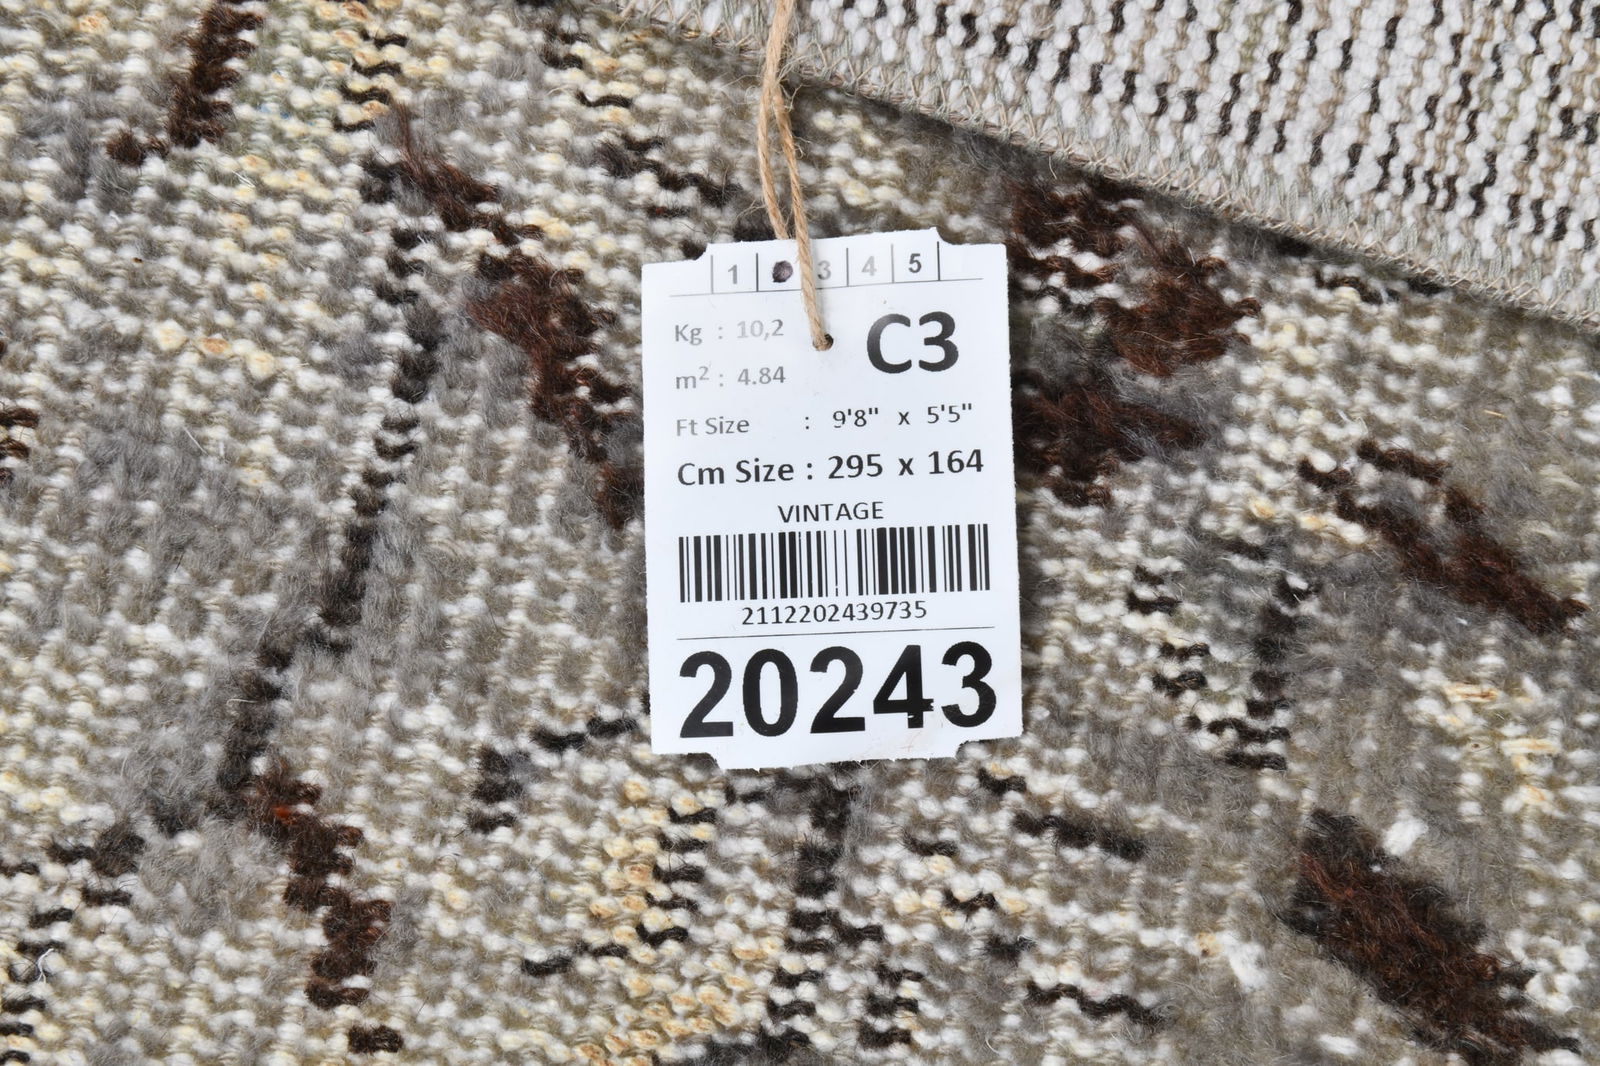 1 3 4 5
Kg : 10,2
C3
m² : 4.84
Ft Size : 9'8" x 5'5"
Cm Size : 295 x 164
VINTAGE
2112202439735
20243